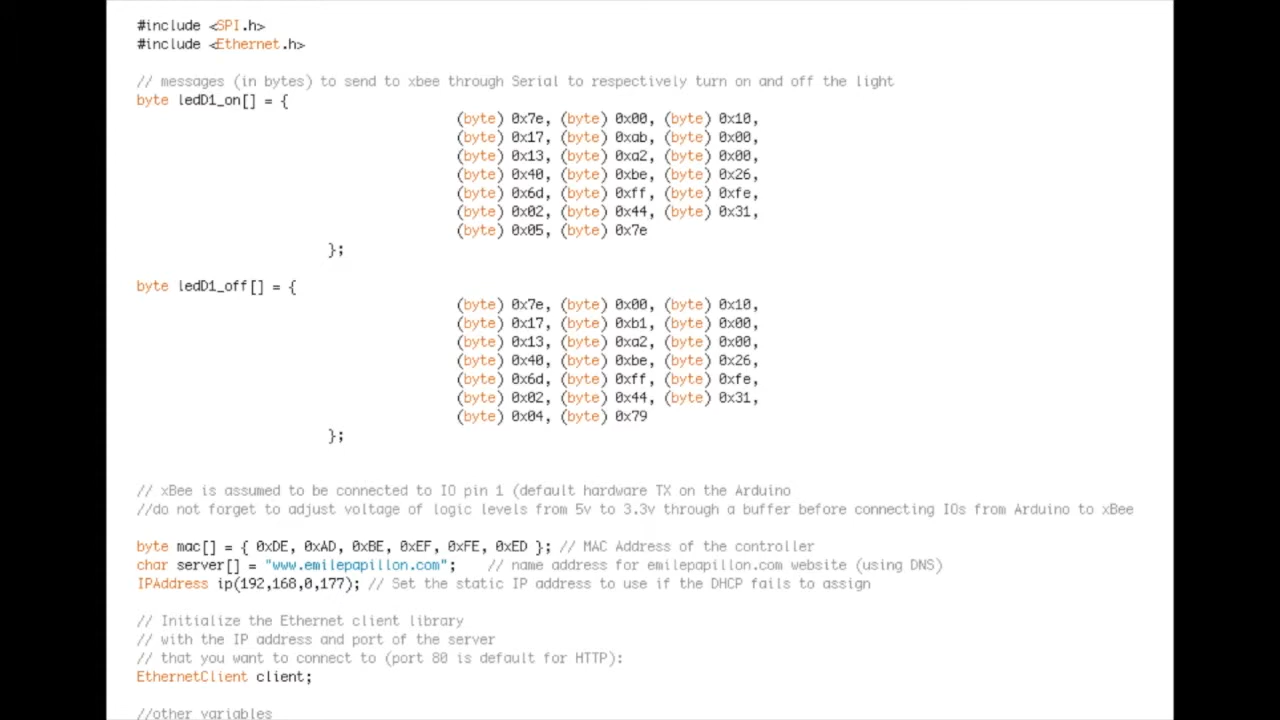 #include <SPI.h>
#include <Ethernet.h>
// messages (in bytes) to send to xbee through Serial to respectively turn on and off the light
byte ledD1_on[] = {
(byte) 0x7e, (byte) 0x00, (byte) 0x10,
(byte) 0x17, (byte) 0xab, (byte) 0x00,
(byte) 0x13, (byte) 0xa2, (byte) 0x00,
(byte) 0x40, (byte) 0xbe, (byte) 0x26,
(byte) 0x6d, (byte) 0xff, (byte) 0xfe,
(byte) 0x02, (byte) 0x44, (byte) 0x31,
(byte) 0x05, (byte) 0x7e
};
byte ledD1_off[] = {
(byte) 0x7e, (byte) 0x00, (byte) 0x10,
(byte) 0x17, (byte) 0xb1, (byte) 0x00,
(byte) 0x13, (byte) 0xa2, (byte) 0x00,
(byte) 0x40, (byte) 0xbe, (byte) 0x26,
(byte) 0x6d, (byte) 0xff, (byte) 0xfe,
(byte) 0x02, (byte) 0x44, (byte) 0x31,
(byte) 0x04, (byte) 0x79
};
// xBee is assumed to be connected to IO pin 1 (default hardware TX on the Arduino
//do not forget to adjust voltage of logic levels from 5v to 3.3v through a buffer before connecting IOs from Arduino to xBee
byte mac[] = { 0xDE, 0xAD, 0xBE, 0xEF, 0xFE, 0xED }; // MAC Address of the controller
char server[] = "www.emilepapillon.com";    // name address for emilepapillon.com website (using DNS)
IPAddress ip(192,168,0,177); // Set the static IP address to use if the DHCP fails to assign
// Initialize the Ethernet client library
// with the IP address and port of the server
// that you want to connect to (port 80 is default for HTTP):
EthernetClient client;
//other variables